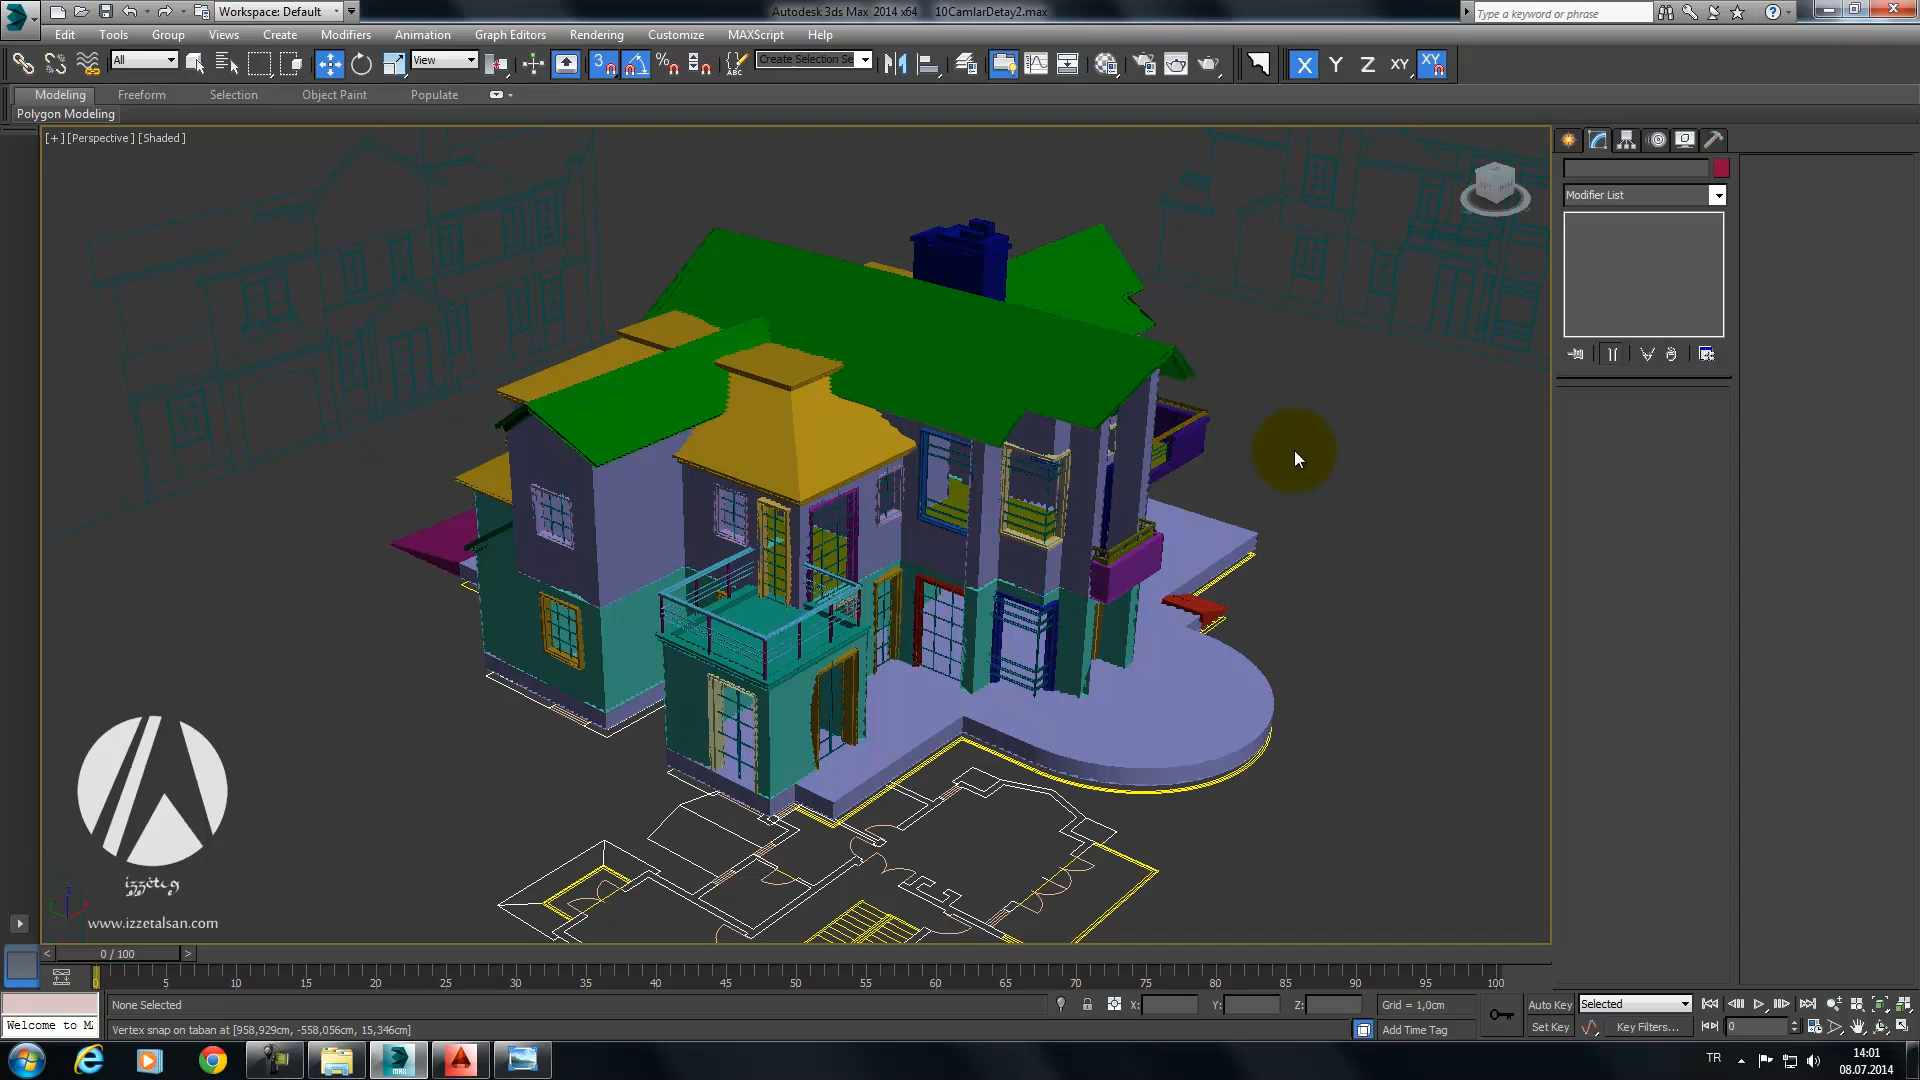 Workspace: Default
Autodesk 3ds Max 2014 x64    10CamlarDetay2.max
Type a keyword or phrase
Edit Tools Group Views Create Modifiers Animation Graph Editors Rendering Customize MAXScript Help
All
View
3
Create Selection Se
X Y Z XY XY
Modeling Freeform Selection Object Paint Populate
Polygon Modeling
[+] [Perspective] [Shaded]
Modifier List
www.izzetalsan.com
0 / 100
0 5 10 15 20 25 30 35 40 45 50 55 60 65 70 75 80 85 90 95 100
None Selected
X: Y: Z: Grid = 1,0cm
Auto Key Selected
Welcome to M
Vertex snap on taban at [958,929cm, -558,056cm, 15,346cm]
Add Time Tag
Set Key Key Filters... 0
TR
14:01
08.07.2014